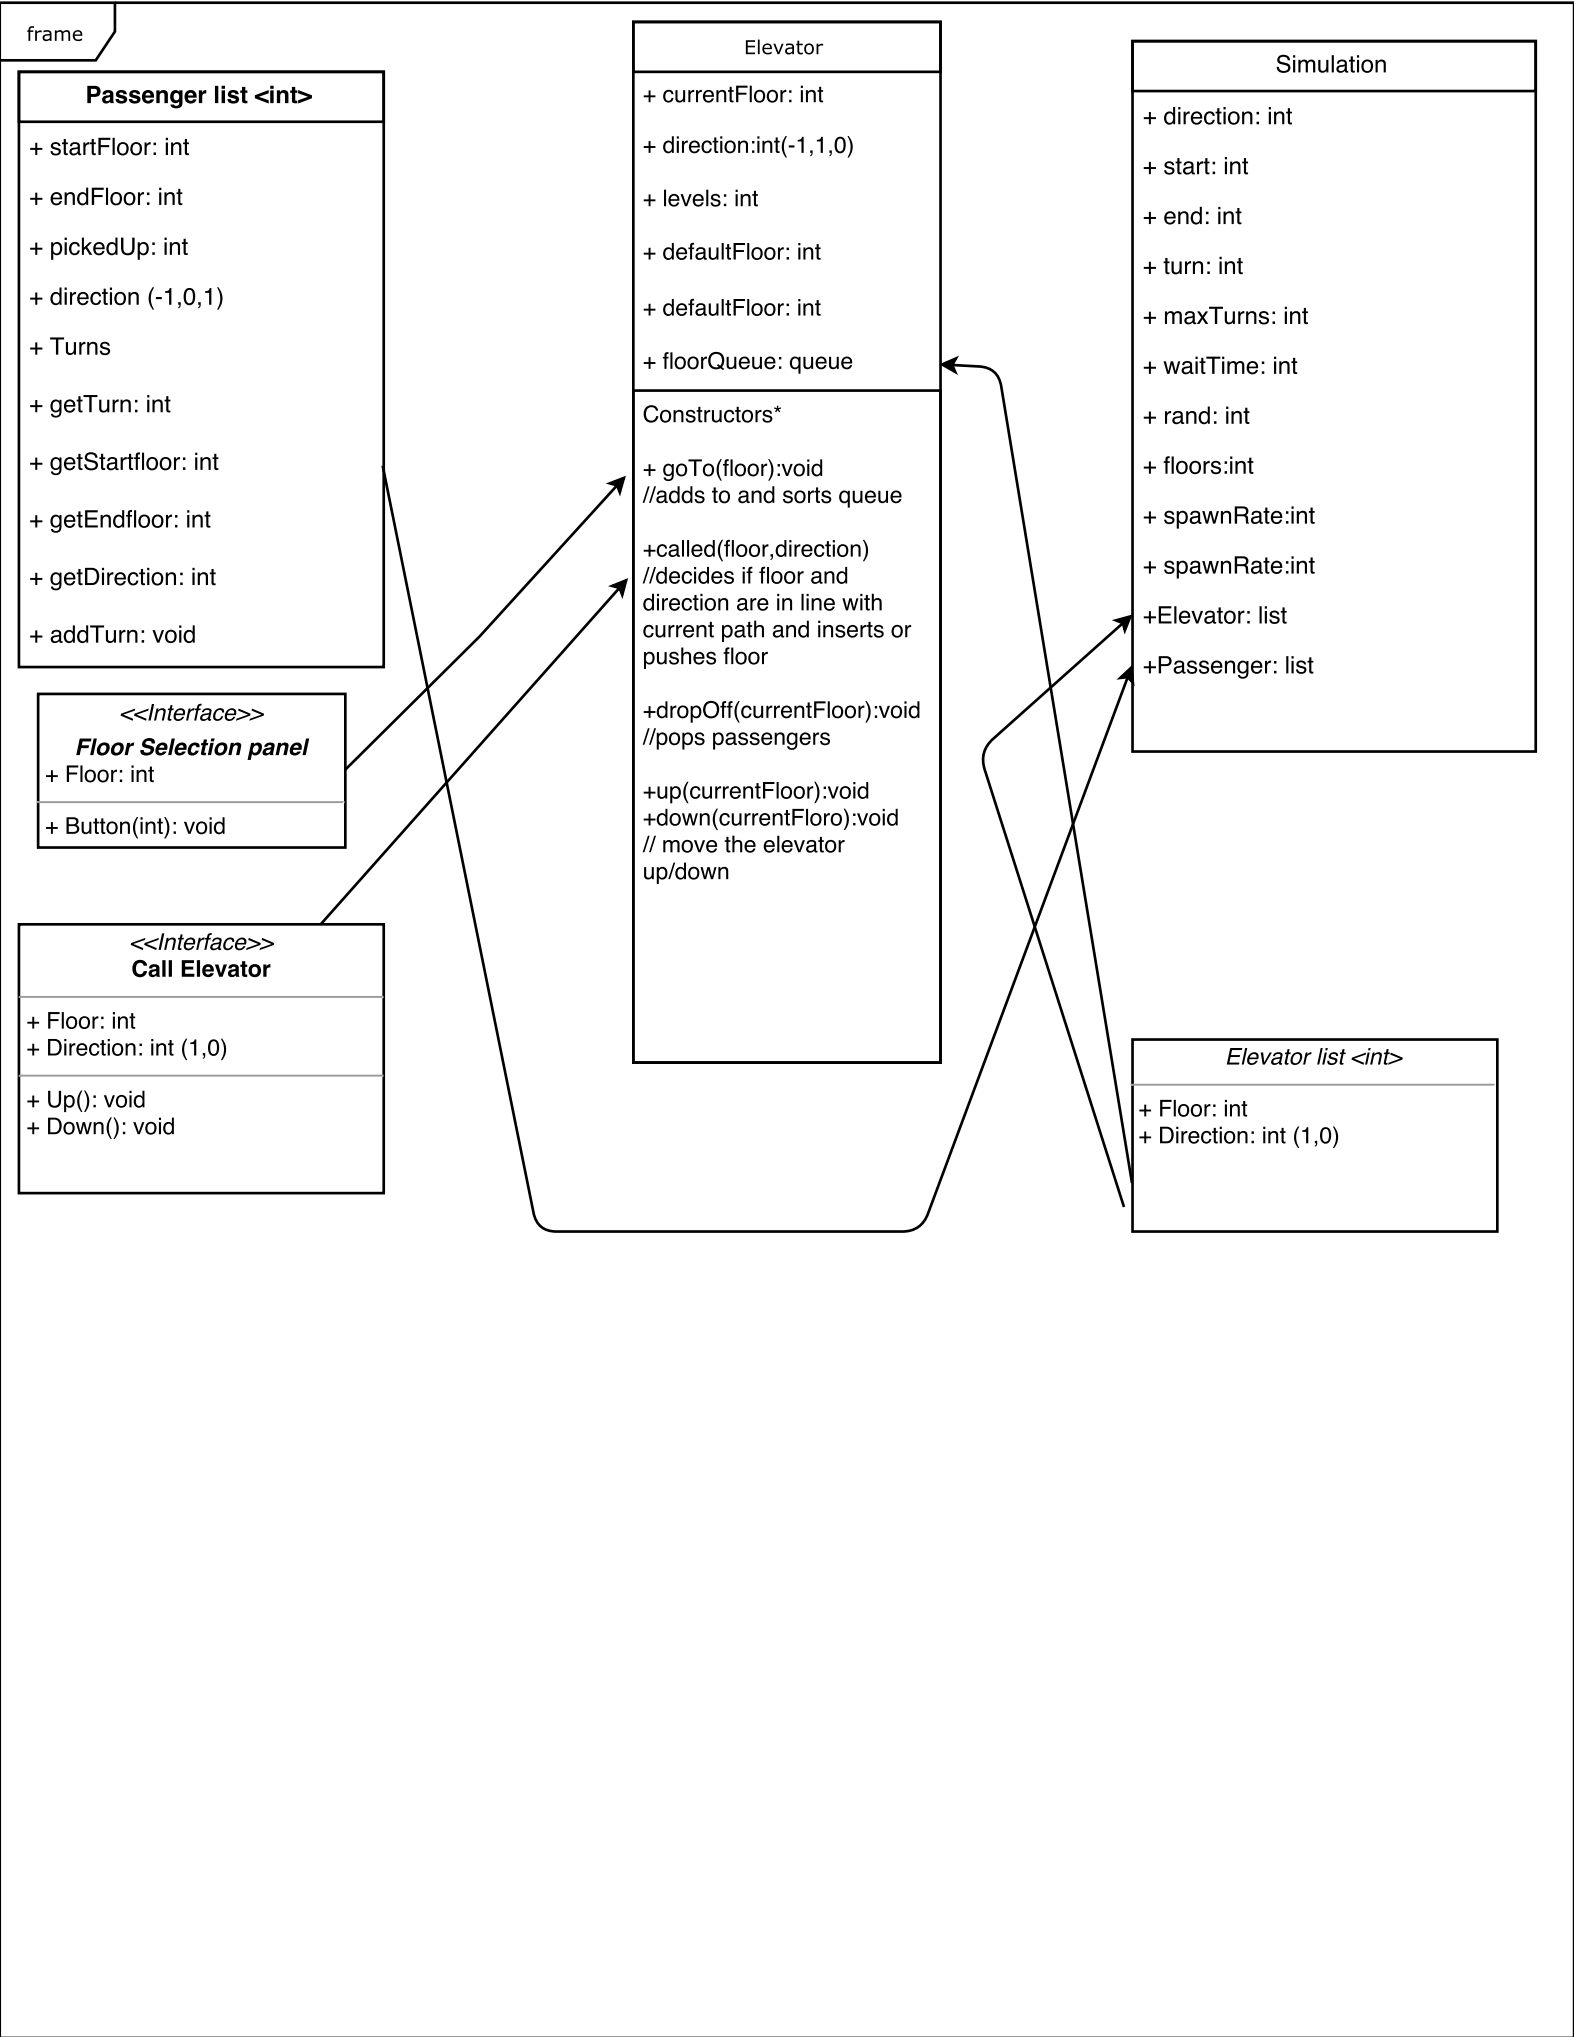 frame
Passenger list <int>
+ startFloor: int
+ endFloor: int
+ pickedUp: int
+ direction (-1,0,1)
+ Turns
+ getTurn: int
+ getStartfloor: int
+ getEndfloor: int
+ getDirection: int
+ addTurn: void
<<Interface>>
Floor Selection panel
+ Floor: int
+ Button(int): void
<<Interface>>
Call Elevator
+ Floor: int
+ Direction: int (1,0)
+ Up(): void
+ Down(): void
Elevator
+ currentFloor: int
+ direction:int(-1,1,0)
+ levels: int
+ defaultFloor: int
+ defaultFloor: int
+ floorQueue: queue
Constructors*
+ goTo(floor):void
//adds to and sorts queue
+called(floor,direction)
//decides if floor and
direction are in line with
current path and inserts or
pushes floor
+dropOff(currentFloor):void
//pops passengers
+up(currentFloor):void
+down(currentFloro):void
// move the elevator
up/down
Simulation
+ direction: int
+ start: int
+ end: int
+ turn: int
+ maxTurns: int
+ waitTime: int
+ rand: int
+ floors:int
+ spawnRate:int
+ spawnRate:int
+Elevator: list
+Passenger: list
Elevator list <int>
+ Floor: int
+ Direction: int (1,0)